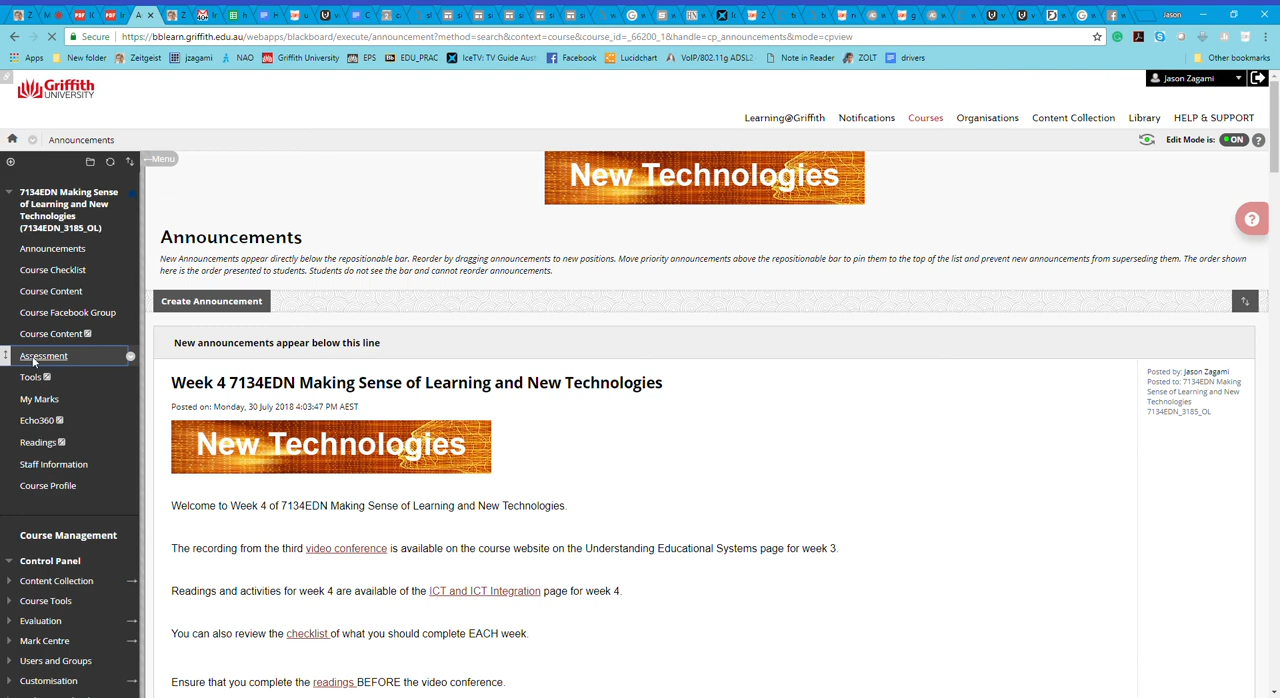 Jason
Secure
https://bblearn.griffith.edu.au/webapps/blackboard/execute/announcement?method=search&context=course&course_id=_66200_1&handle=cp_announcements&mode=cpview
Apps
New folder
Zeitgeist
jzagami
NAO
Griffith University
EPS
EDU_PRAC
IceTV: TV Guide Aust
Facebook
Lucidchart
VoIP/802.11g ADSL2
Note in Reader
ZOLT
drivers
Other bookmarks
Griffith
UNIVERSITY
Jason Zagami
Learning@Griffith
Notifications
Courses
Organisations
Content Collection
Library
HELP & SUPPORT
Announcements
Edit Mode is:
ON
?
Menu
7134EDN Making Sense
of Learning and New
Technologies
(7134EDN_3185_OL)
Announcements
Course Checklist
Course Content
Course Facebook Group
Course Content
Assessment
Tools
My Marks
Echo360
Readings
Staff Information
Course Profile
Course Management
Control Panel
Content Collection
Course Tools
Evaluation
Mark Centre
Users and Groups
Customisation
New Technologies
Announcements
New Announcements appear directly below the repositionable bar. Reorder by dragging announcements to new positions. Move priority announcements above the repositionable bar to pin them to the top of the list and prevent new announcements from superseding them. The order shown
here is the order presented to students. Students do not see the bar and cannot reorder announcements.
Create Announcement
New announcements appear below this line
Week 4 7134EDN Making Sense of Learning and New Technologies
Posted on: Monday, 30 July 2018 4:03:47 PM AEST
New Technologies
Welcome to Week 4 of 7134EDN Making Sense of Learning and New Technologies.
The recording from the third video conference is available on the course website on the Understanding Educational Systems page for week 3.
Readings and activities for week 4 are available of the ICT and ICT Integration page for week 4.
You can also review the checklist of what you should complete EACH week.
Ensure that you complete the readings BEFORE the video conference.
Posted by: Jason Zagami
Posted to: 7134EDN Making
Sense of Learning and New
Technologies
7134EDN_3185_OL
?